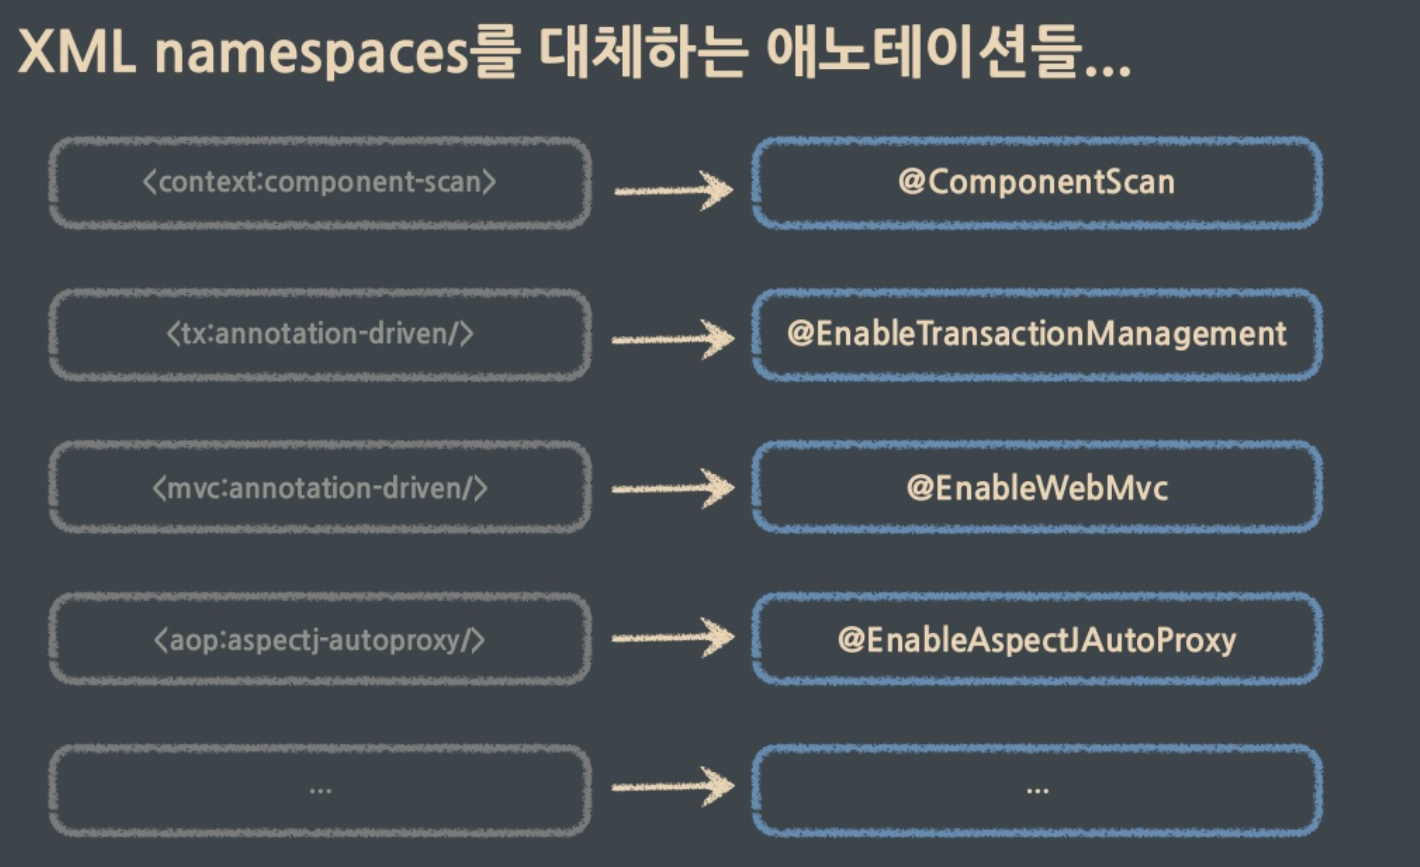 XML namespaces를 대체하는 애노테이션들...
<context:component-scan>
@ComponentScan
<tx:annotation-driven/>
@EnableTransactionManagement
<mvc:annotation-driven/>
@EnableWebMvc
<aop:aspectj-autoproxy/>
@EnableAspectJAutoProxy
...
...